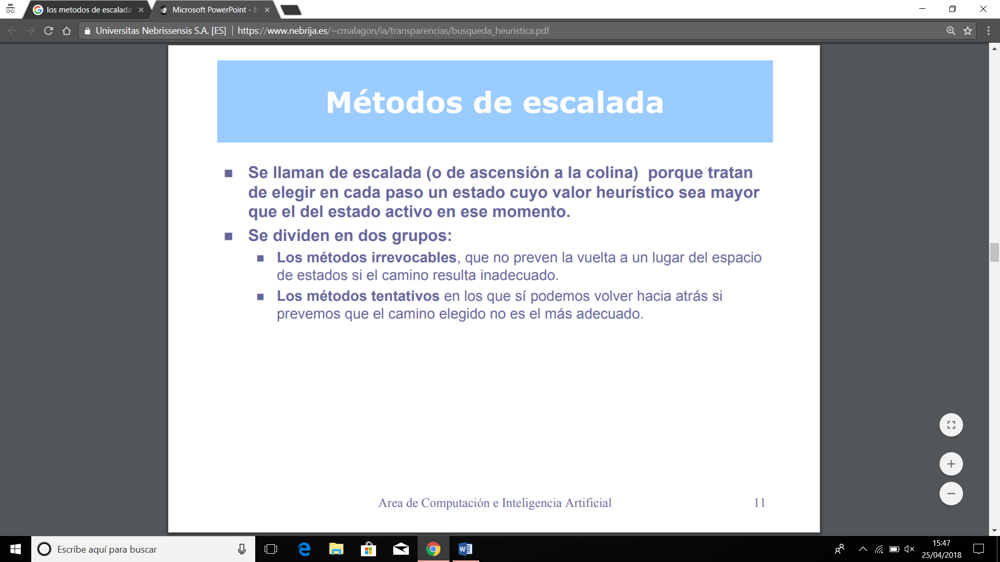 los metodos de escalada
Microsoft PowerPoint - b
Universitas Nebrissensis S.A. [ES]
https://www.nebrija.es/~cmalagon/ia/transparencias/busqueda_heuristica.pdf
Métodos de escalada
Se llaman de escalada (o de ascensión a la colina) porque tratan
de elegir en cada paso un estado cuyo valor heurístico sea mayor
que el del estado activo en ese momento.
Se dividen en dos grupos:
Los métodos irrevocables, que no preven la vuelta a un lugar del espacio
de estados si el camino resulta inadecuado.
Los métodos tentativos en los que sí podemos volver hacia atrás si
prevemos que el camino elegido no es el más adecuado.
Area de Computación e Inteligencia Artificial 11
Escribe aquí para buscar
15:47
25/04/2018